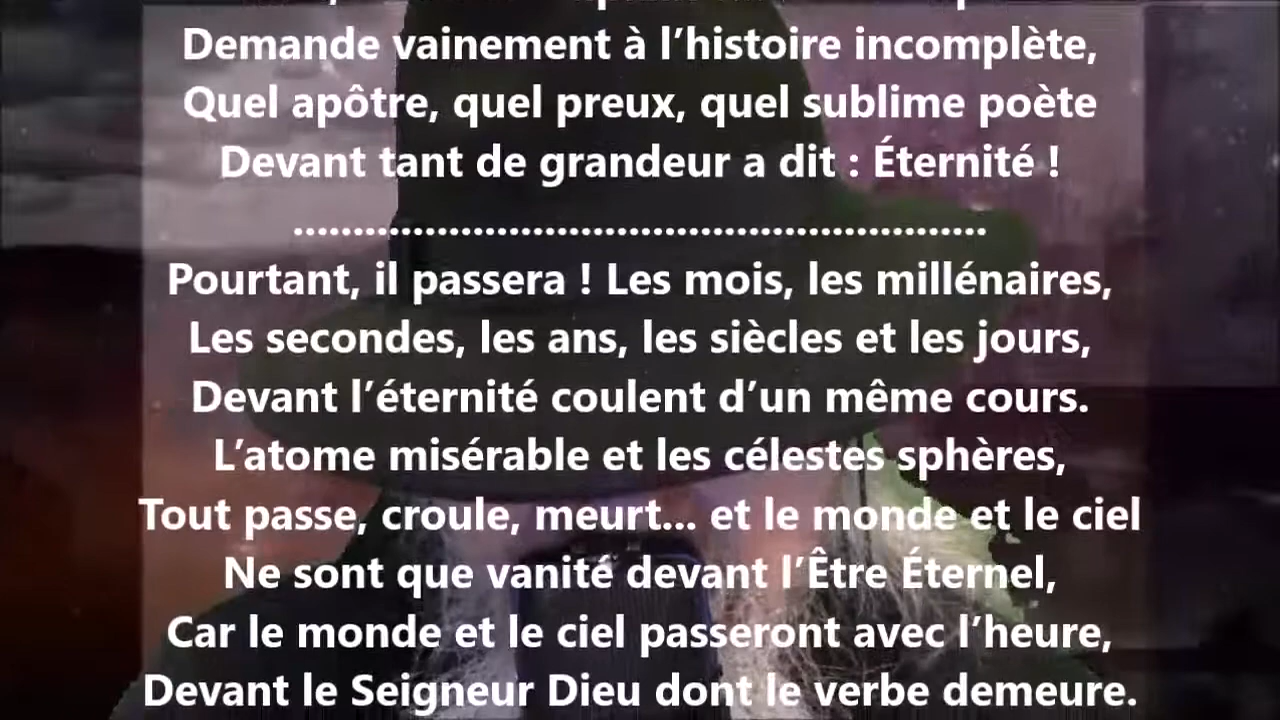 Demande vainement à l’histoire incomplète,
Quel apôtre, quel preux, quel sublime poète
Devant tant de grandeur a dit : Éternité !
...........................................................
Pourtant, il passera ! Les mois, les millénaires,
Les secondes, les ans, les siècles et les jours,
Devant l’éternité coulent d’un même cours.
L’atome misérable et les célestes sphères,
Tout passe, croule, meurt... et le monde et le ciel
Ne sont que vanité devant l’Être Éternel,
Car le monde et le ciel passeront avec l’heure,
Devant le Seigneur Dieu dont le verbe demeure.